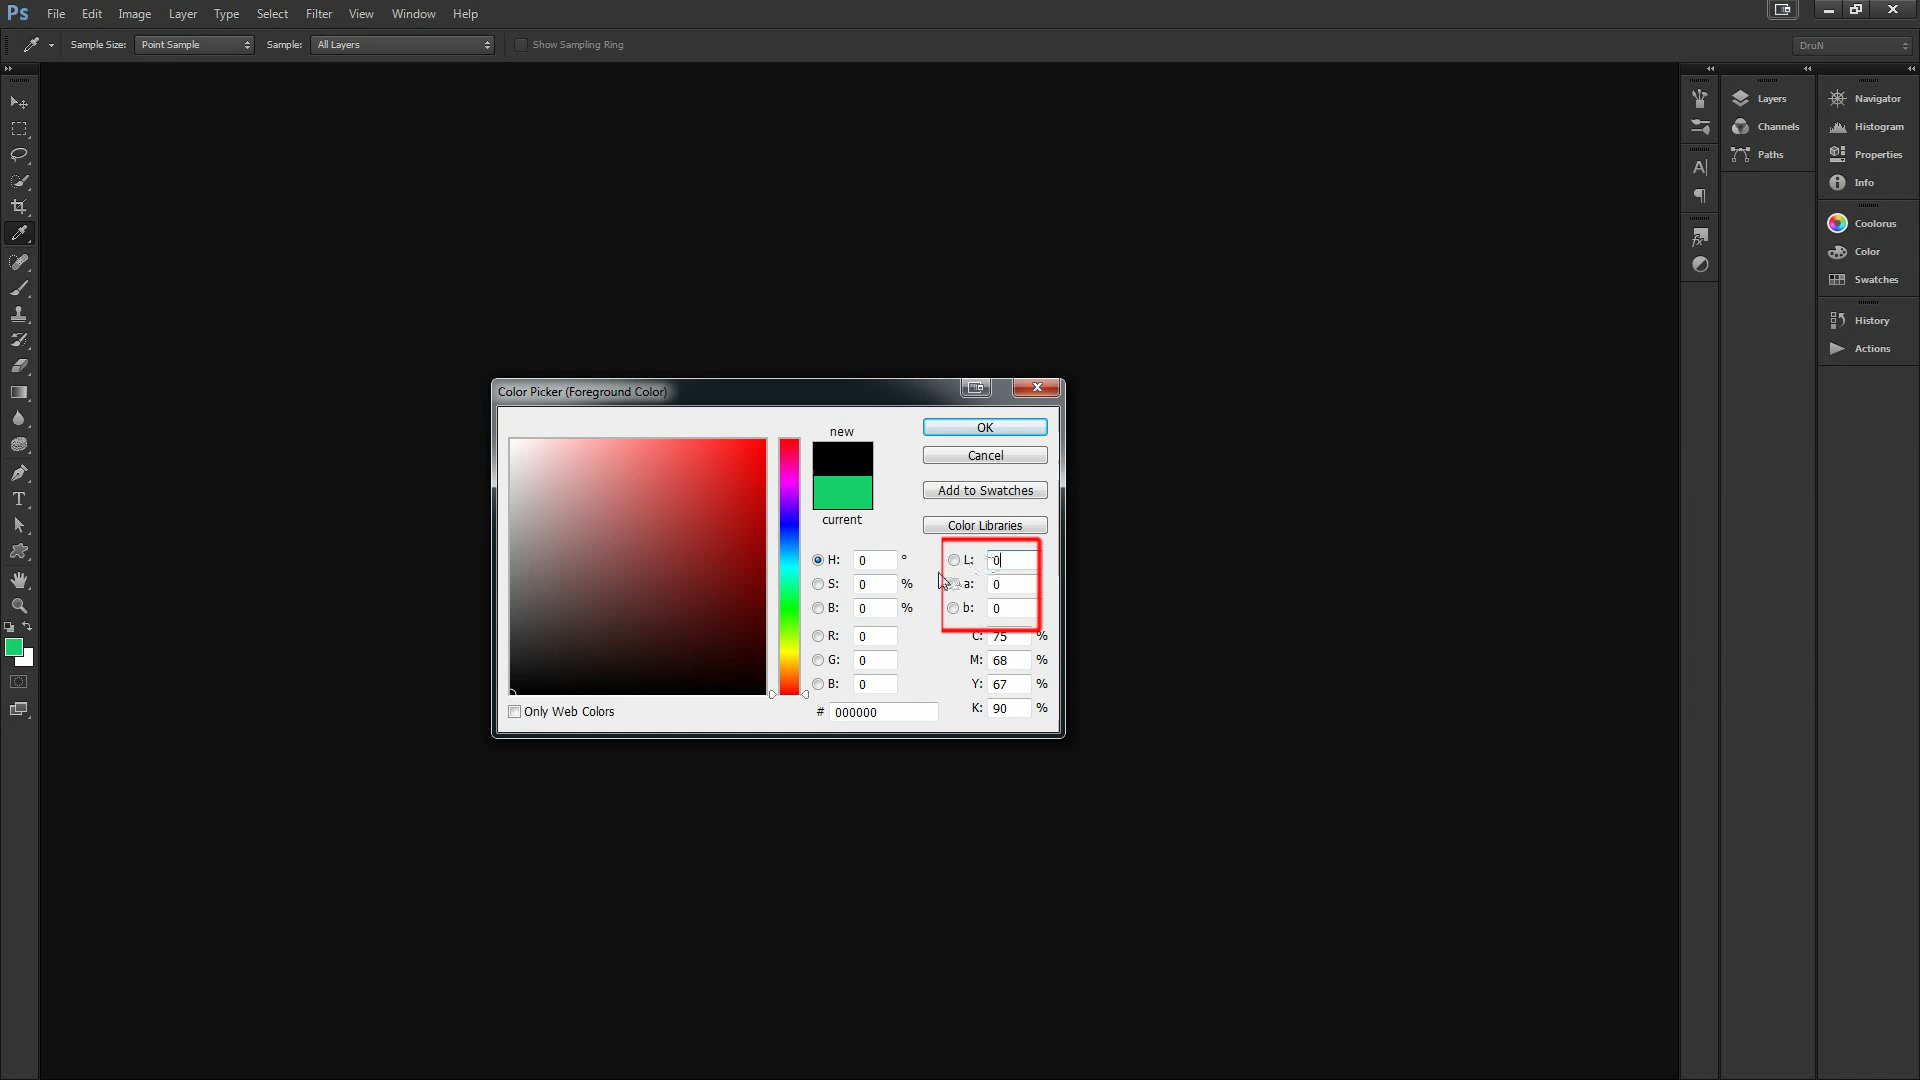 Ps File Edit Image Layer Type Select Filter View Window Help
Sample Size: Point Sample Sample: All Layers Show Sampling Ring DruN
Layers
Channels
Paths
Navigator
Histogram
Properties
Info
Coolorus
Color
Swatches
History
Actions
A
T
fx
Color Picker (Foreground Color)
new
current
OK
Cancel
Add to Swatches
Color Libraries
H: 0 °
S: 0 %
B: 0 %
R: 0
G: 0
B: 0
# 000000
L: 0
a: 0
b: 0
C: 75 %
M: 68 %
Y: 67 %
K: 90 %
Only Web Colors